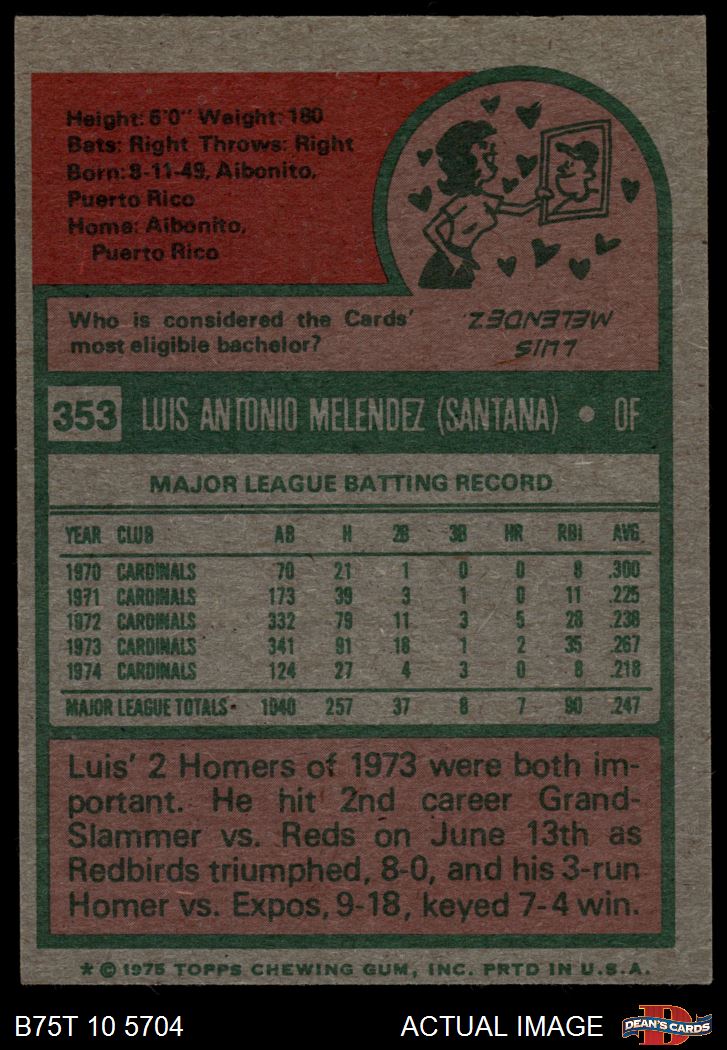 Height: 6'0" Weight: 180
Bats: Right Throws: Right
Born: 8-11-49, Aibonito,
Puerto Rico
Home: Aibonito,
Puerto Rico
Who is considered the Cards'
most eligible bachelor?
LUIS
MELENDEZ
353 LUIS ANTONIO MELENDEZ (SANTANA) • OF
MAJOR LEAGUE BATTING RECORD
YEAR CLUB AB H 2B 3B HR RBI AVG.
1970 CARDINALS 70 21 1 0 0 8 .300
1971 CARDINALS 173 39 3 1 0 11 .225
1972 CARDINALS 332 79 11 3 5 28 .238
1973 CARDINALS 341 91 18 1 2 35 .267
1974 CARDINALS 124 27 4 3 0 8 .218
MAJOR LEAGUE TOTALS 1040 257 37 8 7 90 .247
Luis' 2 Homers of 1973 were both im-
portant. He hit 2nd career Grand-
Slammer vs. Reds on June 13th as
Redbirds triumphed, 8-0, and his 3-run
Homer vs. Expos, 9-18, keyed 7-4 win.
* © 1975 TOPPS CHEWING GUM, INC. PRTD IN U.S.A.
B75T 10 5704 ACTUAL IMAGE
D
DEAN'S CARDS